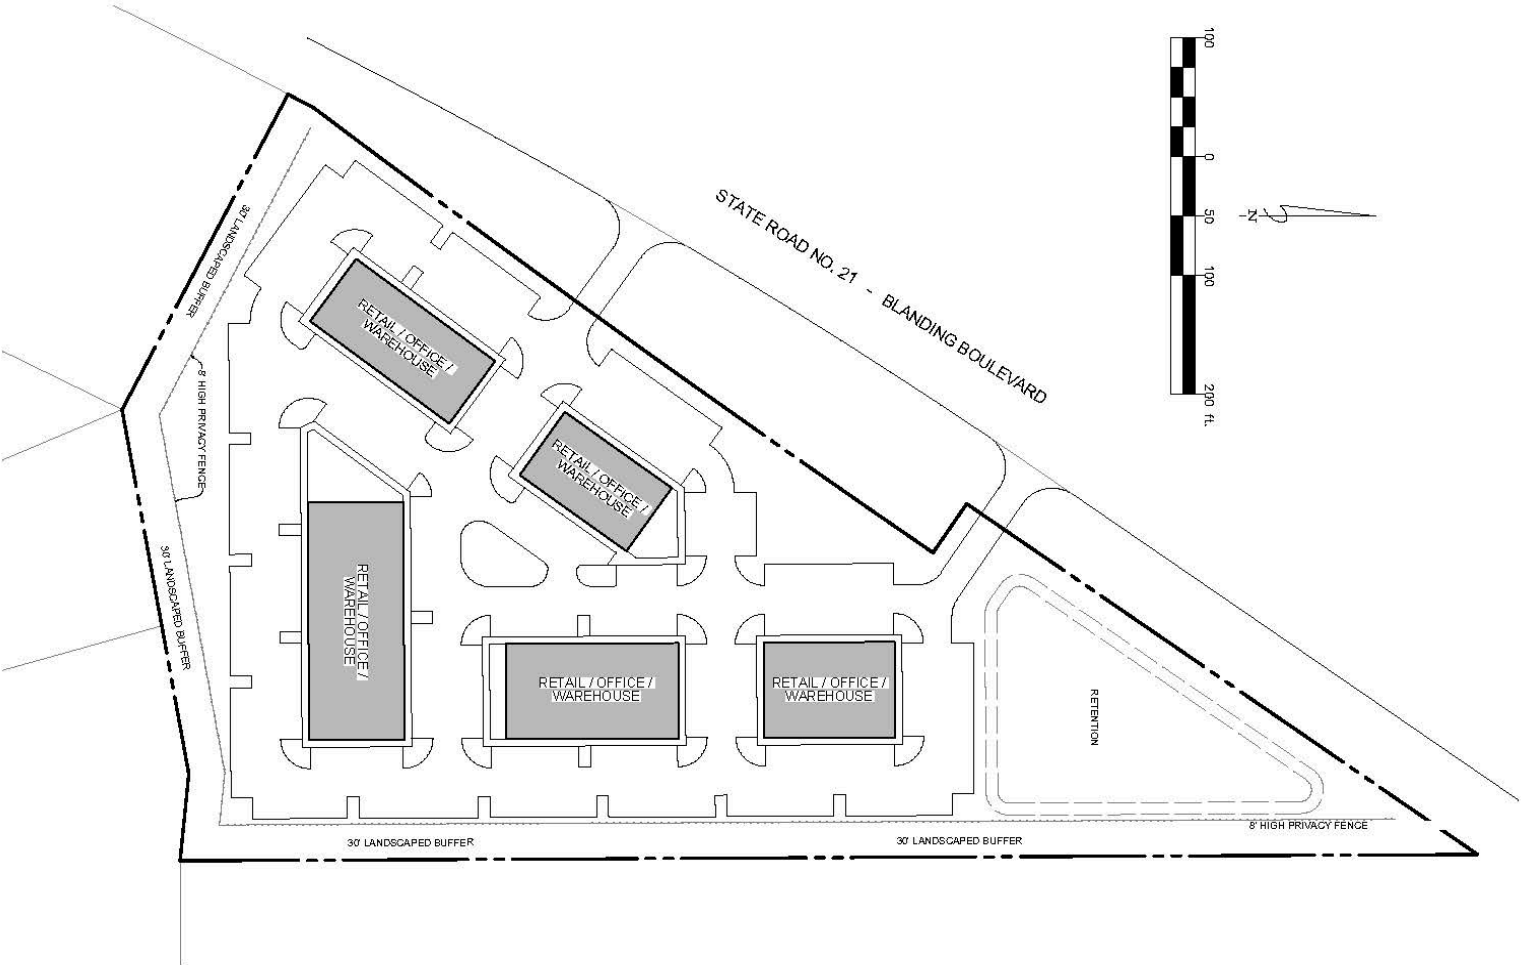 STATE ROAD NO. 21 - BLANDING BOULEVARD
100
0
50
100
200 ft.
N
30' LANDSCAPED BUFFER
8' HIGH PRIVACY FENCE
30' LANDSCAPED BUFFER
RETAIL / OFFICE /
WAREHOUSE
RETAIL / OFFICE /
WAREHOUSE
RETAIL / OFFICE /
WAREHOUSE
RETAIL / OFFICE /
WAREHOUSE
RETAIL / OFFICE /
WAREHOUSE
RETENTION
8' HIGH PRIVACY FENCE
30' LANDSCAPED BUFFER
30' LANDSCAPED BUFFER